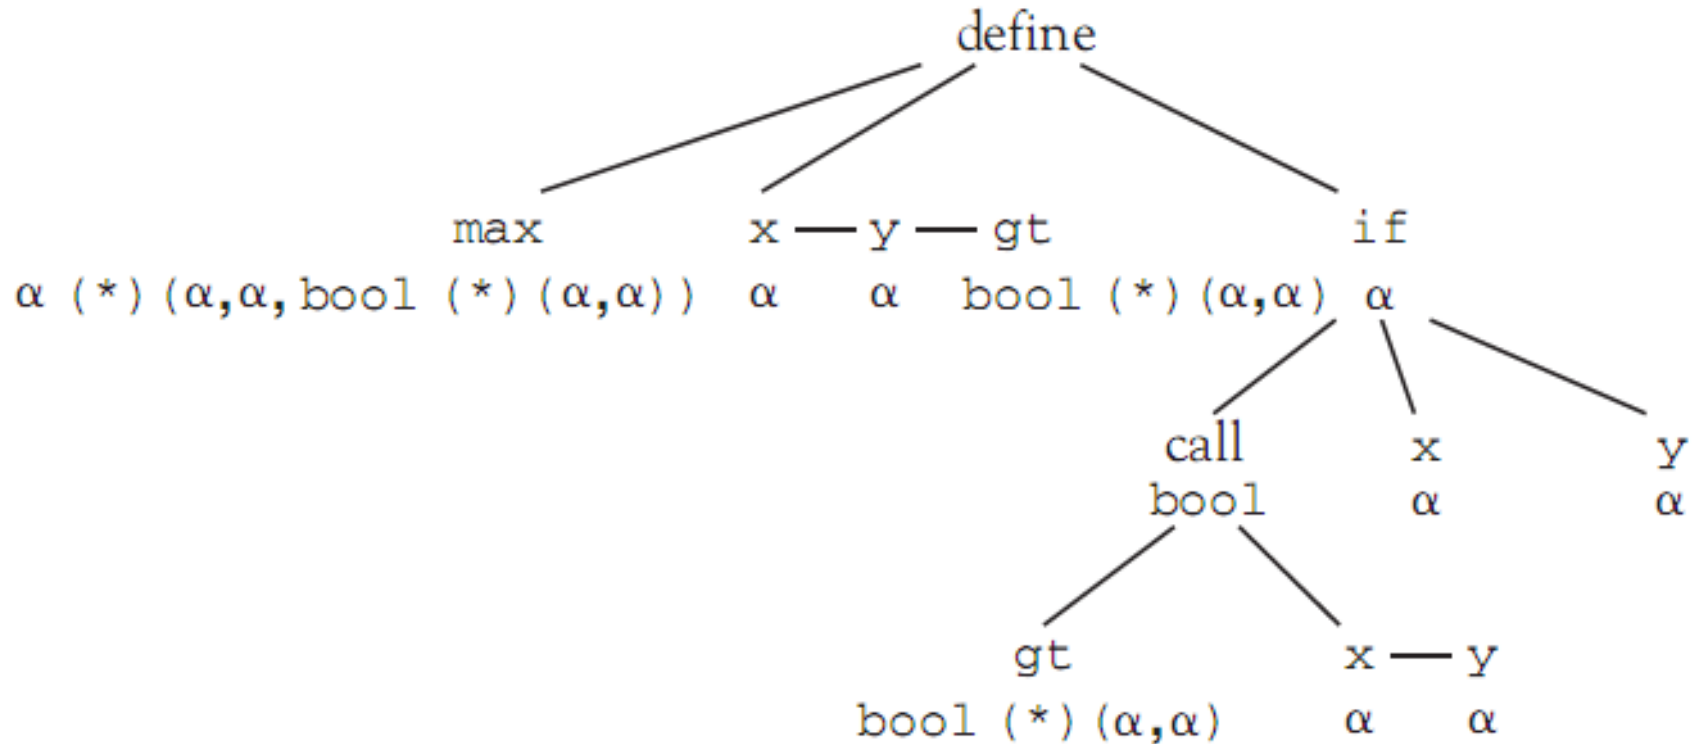 define
max x y gt if
α (*)(α,α,bool (*)(α,α)) α α bool (*)(α,α) α
call x y
bool α α
gt x y
bool (*)(α,α) α α